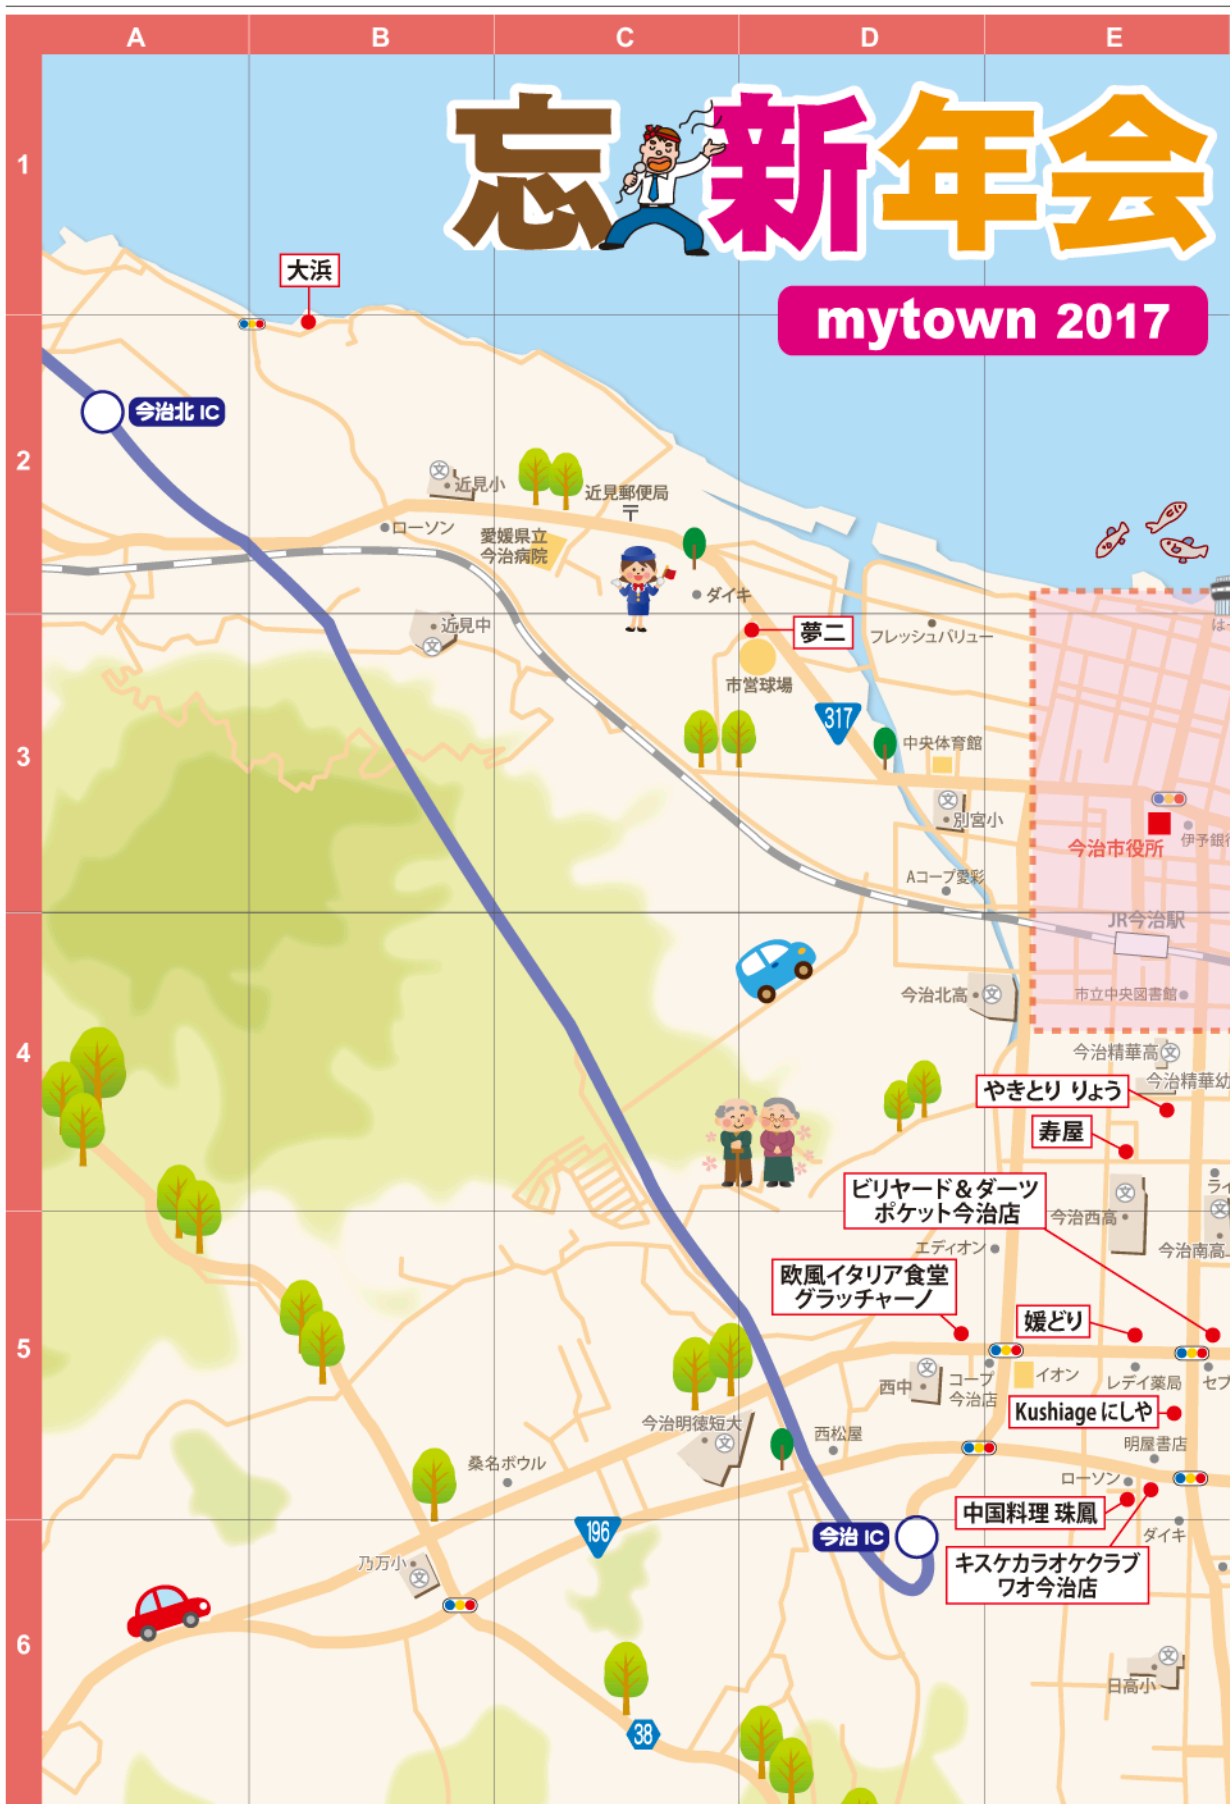 A B C D E
1
忘 新年会
大浜
mytown 2017
今治北 IC
2
近見小
近見郵便局
ローソン
愛媛県立
今治病院
ダイキ
近見中
夢二
フレッシュバリュー
市営球場
317
3
中央体育館
別宮小
今治市役所
伊予銀行
Aコープ愛彩
JR今治駅
今治北高
市立中央図書館
4
今治精華高
今治精華幼
やきとり りょう
寿屋
ビリヤード&ダーツ
ポケット今治店
今治西高
エディオン
今治南高
欧風イタリア食堂
グラッチャーノ
媛どり
5
西中
コープ
今治店
イオン
レデイ薬局
セブ
Kushiage にしや
今治明徳短大
西松屋
明屋書店
桑名ボウル
ローソン
中国料理 珠鳳
196
今治 IC
ダイキ
乃万小
キスケカラオケクラブ
ワオ今治店
6
日高小
38